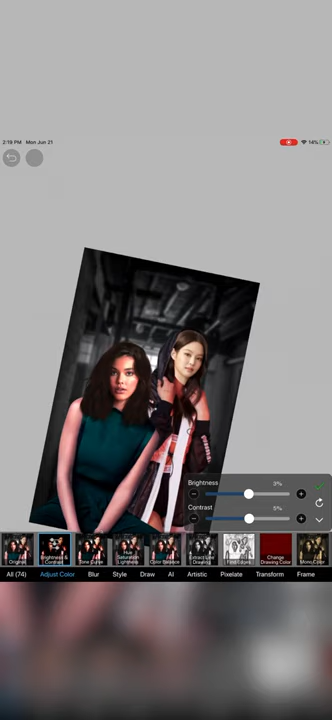 2:19 PM Mon Jun 21
14%
Brightness 3%
Contrast 5%
Original
Brightness & Contrast
Tone Curve
Hue Saturation Lightness
Color Balance
Extract Line Drawing
Find Edges
Change Drawing Color
Mono Color
All (74) Adjust Color Blur Style Draw AI Artistic Pixelate Transform Frame